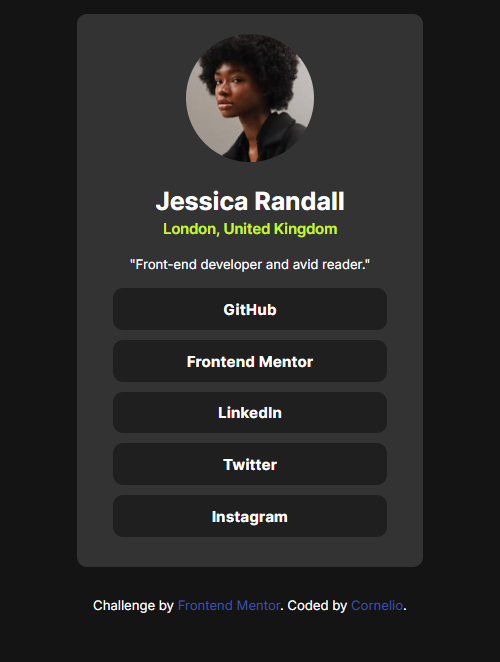 Jessica Randall
London, United Kingdom
"Front-end developer and avid reader."
GitHub
Frontend Mentor
LinkedIn
Twitter
Instagram
Challenge by Frontend Mentor. Coded by Cornelio.